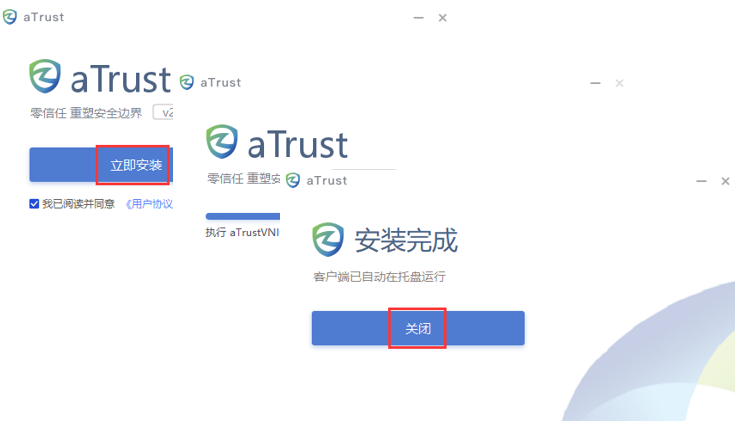 aTrust
aTrust
零信任 重塑安全边界
立即安装
我已阅读并同意 《用户协议
aTrust
aTrust
零信任 重塑安
执行 aTrustVNI
aTrust
安装完成
客户端已自动在托盘运行
关闭